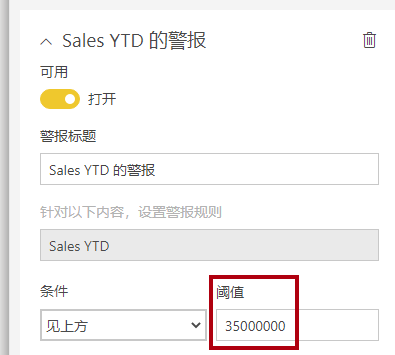 Sales YTD 的警报
可用
打开
警报标题
Sales YTD 的警报
针对以下内容，设置警报规则
Sales YTD
条件 阈值
见上方 35000000